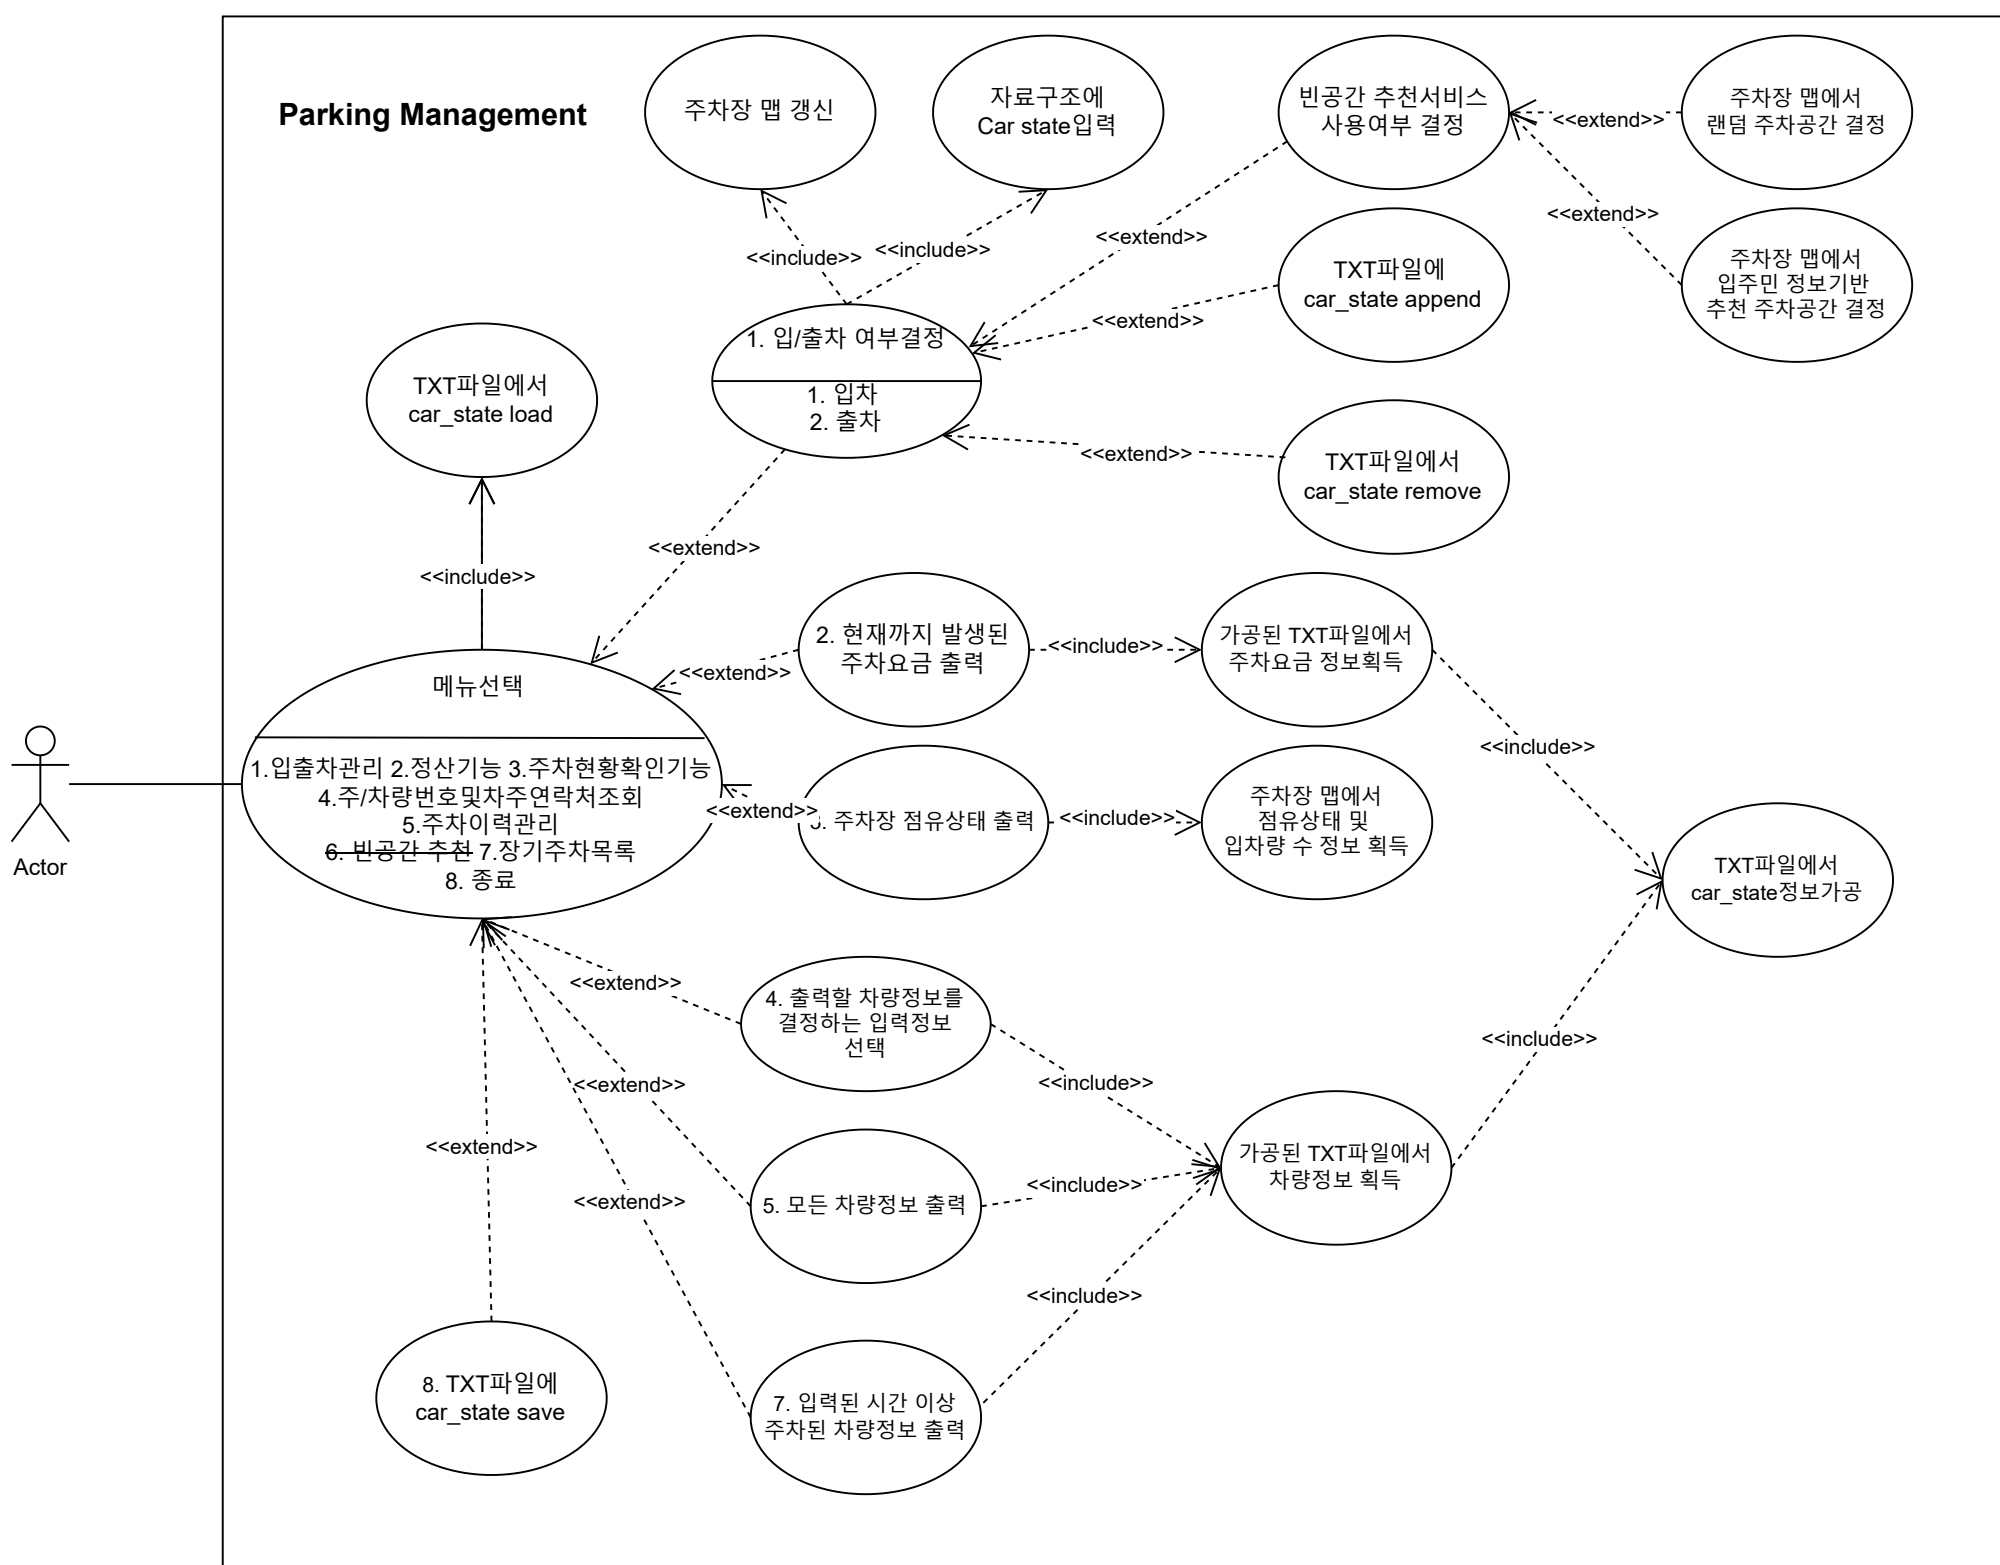 Parking Management
주차장 맵 갱신
자료구조에
Car state입력
빈공간 추천서비스
사용여부 결정
<<extend>>
주차장 맵에서
랜덤 주차공간 결정
<<extend>>
주차장 맵에서
입주민 정보기반
추천 주차공간 결정
<<include>>
<<include>>
<<extend>>
TXT파일에
car_state append
<<extend>>
1. 입/출차 여부결정
1. 입차
2. 출차
TXT파일에서
car_state load
<<extend>>
TXT파일에서
car_state remove
<<extend>>
<<include>>
2. 현재까지 발생된
주차요금 출력
<<include>>
가공된 TXT파일에서
주차요금 정보획득
<<extend>>
메뉴선택
1.입출차관리 2.정산기능 3.주차현황확인기능
4.주/차량번호및차주연락처조회
5.주차이력관리
6. 빈공간 추천 7.장기주차목록
8. 종료
Actor
<<extend>>
3. 주차장 점유상태 출력
<<include>>
주차장 맵에서
점유상태 및
입차량 수 정보 획득
<<include>>
TXT파일에서
car_state정보가공
<<extend>>
4. 출력할 차량정보를
결정하는 입력정보
선택
<<include>>
<<include>>
<<extend>>
<<extend>>
5. 모든 차량정보 출력
<<include>>
가공된 TXT파일에서
차량정보 획득
<<extend>>
<<include>>
8. TXT파일에
car_state save
7. 입력된 시간 이상
주차된 차량정보 출력